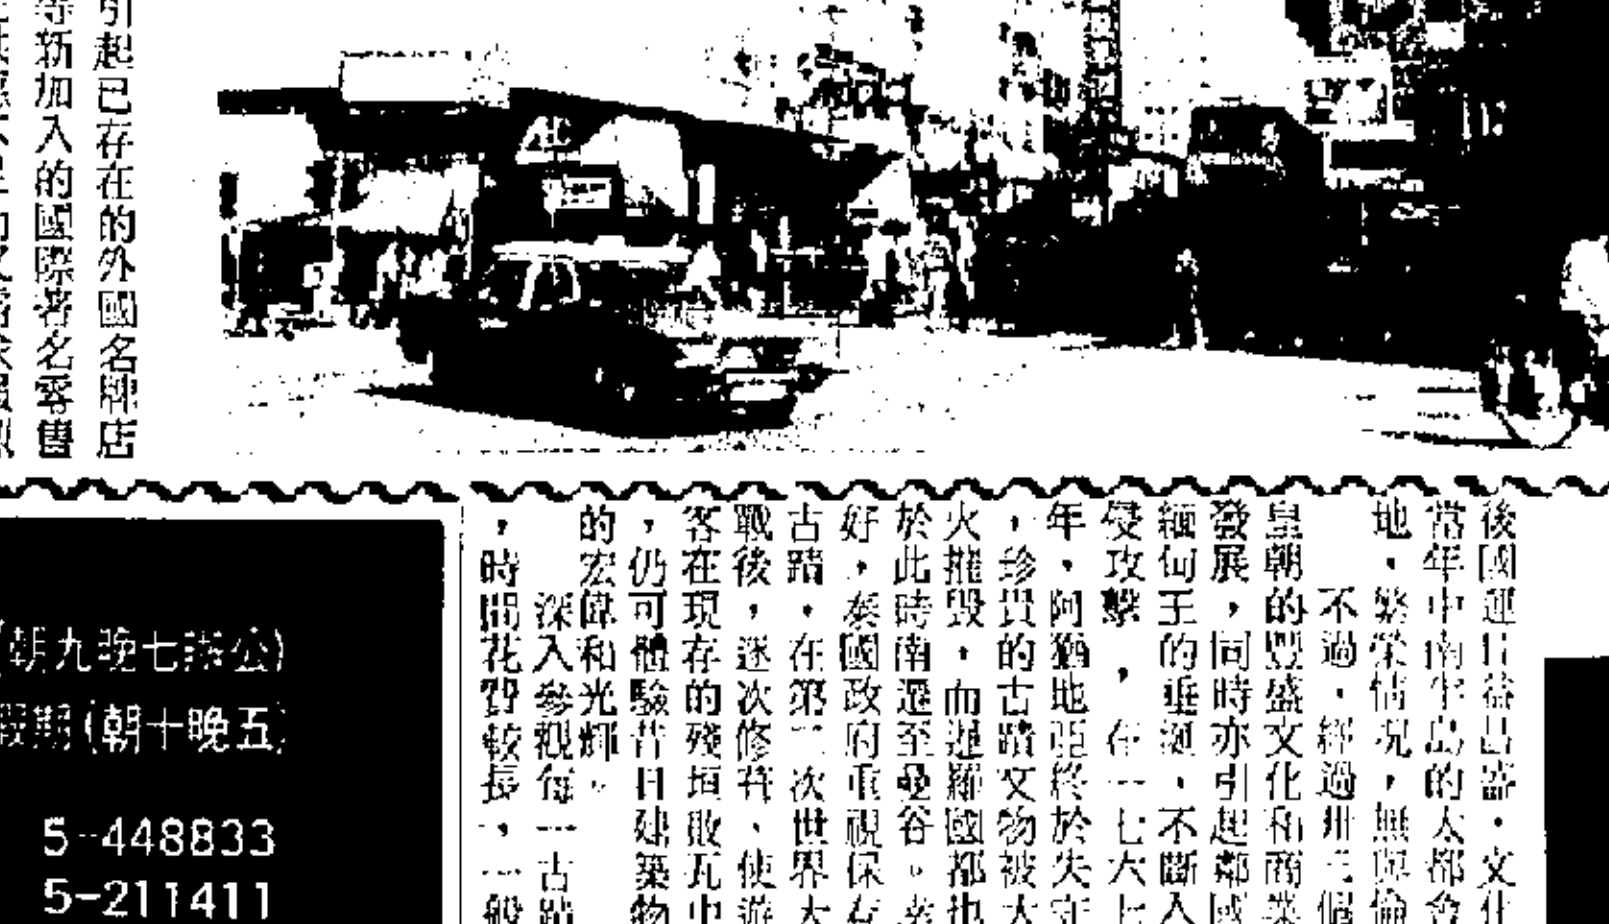 引起已存在的外國名牌店
等新加入的國際著名零售
後國運日益昌盛，文化
常年中南半島的大都會
地，繁榮情況，無與倫
不過，經過卅三個
皇朝的豐盛文化和商業
發展，同時亦引起鄰國
緬甸王的垂涎，不斷入
侵攻擊，在一七六七
年，阿猶地亞終於失守
，珍貴的古蹟文物被大
火摧毀，而暹羅國都也
於此時南遷至曼谷。幸
好，泰國政府重視保存
古蹟，在第二次世界大
戰後，逐次修葺，使遊
客在現存的殘垣敗瓦中
，仍可體驗昔日建築物
的宏偉和光輝。
深入參觀每一古蹟
，時間花費較長，一般
(朝九晚七辦公)
假期(朝十晚五)
5-448833
5-211411